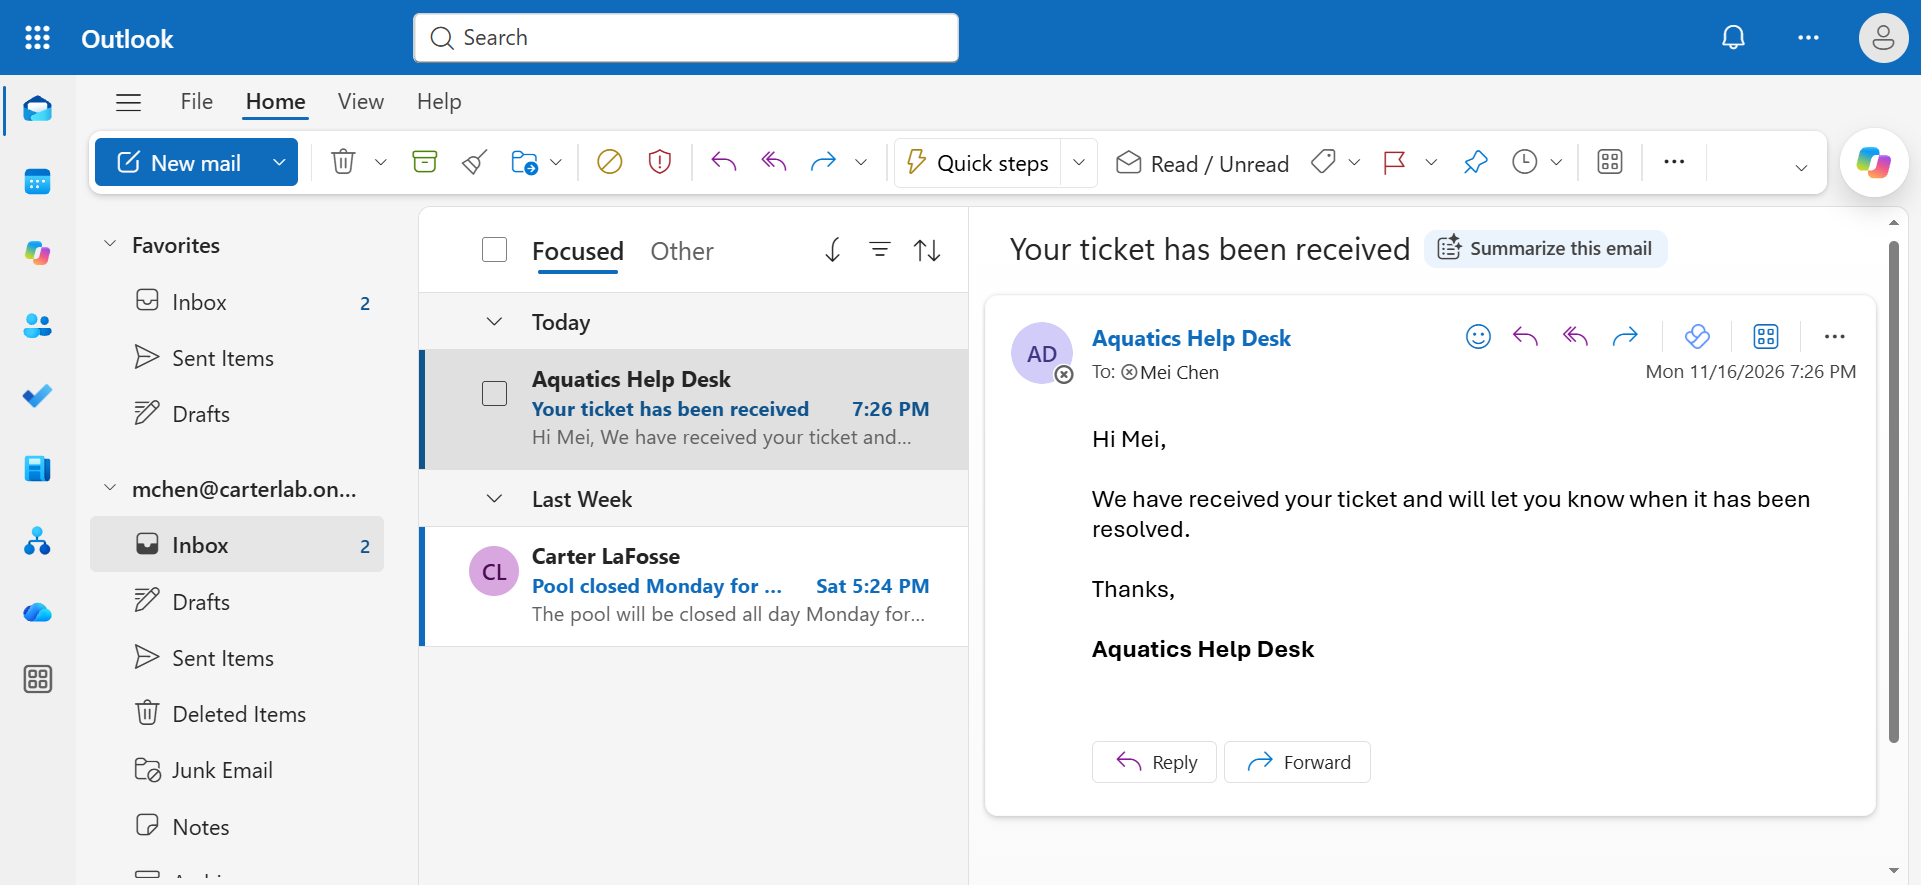 Outlook
Search
File Home View Help
New mail
Quick steps
Read / Unread
Favorites
Inbox 2
Sent Items
Drafts
mchen@carterlab.on...
Inbox 2
Drafts
Sent Items
Deleted Items
Junk Email
Notes
Focused Other
Today
Aquatics Help Desk
Your ticket has been received 7:26 PM
Hi Mei, We have received your ticket and...
Last Week
CL
Carter LaFosse
Pool closed Monday for ... Sat 5:24 PM
The pool will be closed all day Monday for...
Your ticket has been received
Summarize this email
AD
Aquatics Help Desk
To: Mei Chen
Mon 11/16/2026 7:26 PM
Hi Mei,
We have received your ticket and will let you know when it has been
resolved.
Thanks,
Aquatics Help Desk
Reply
Forward